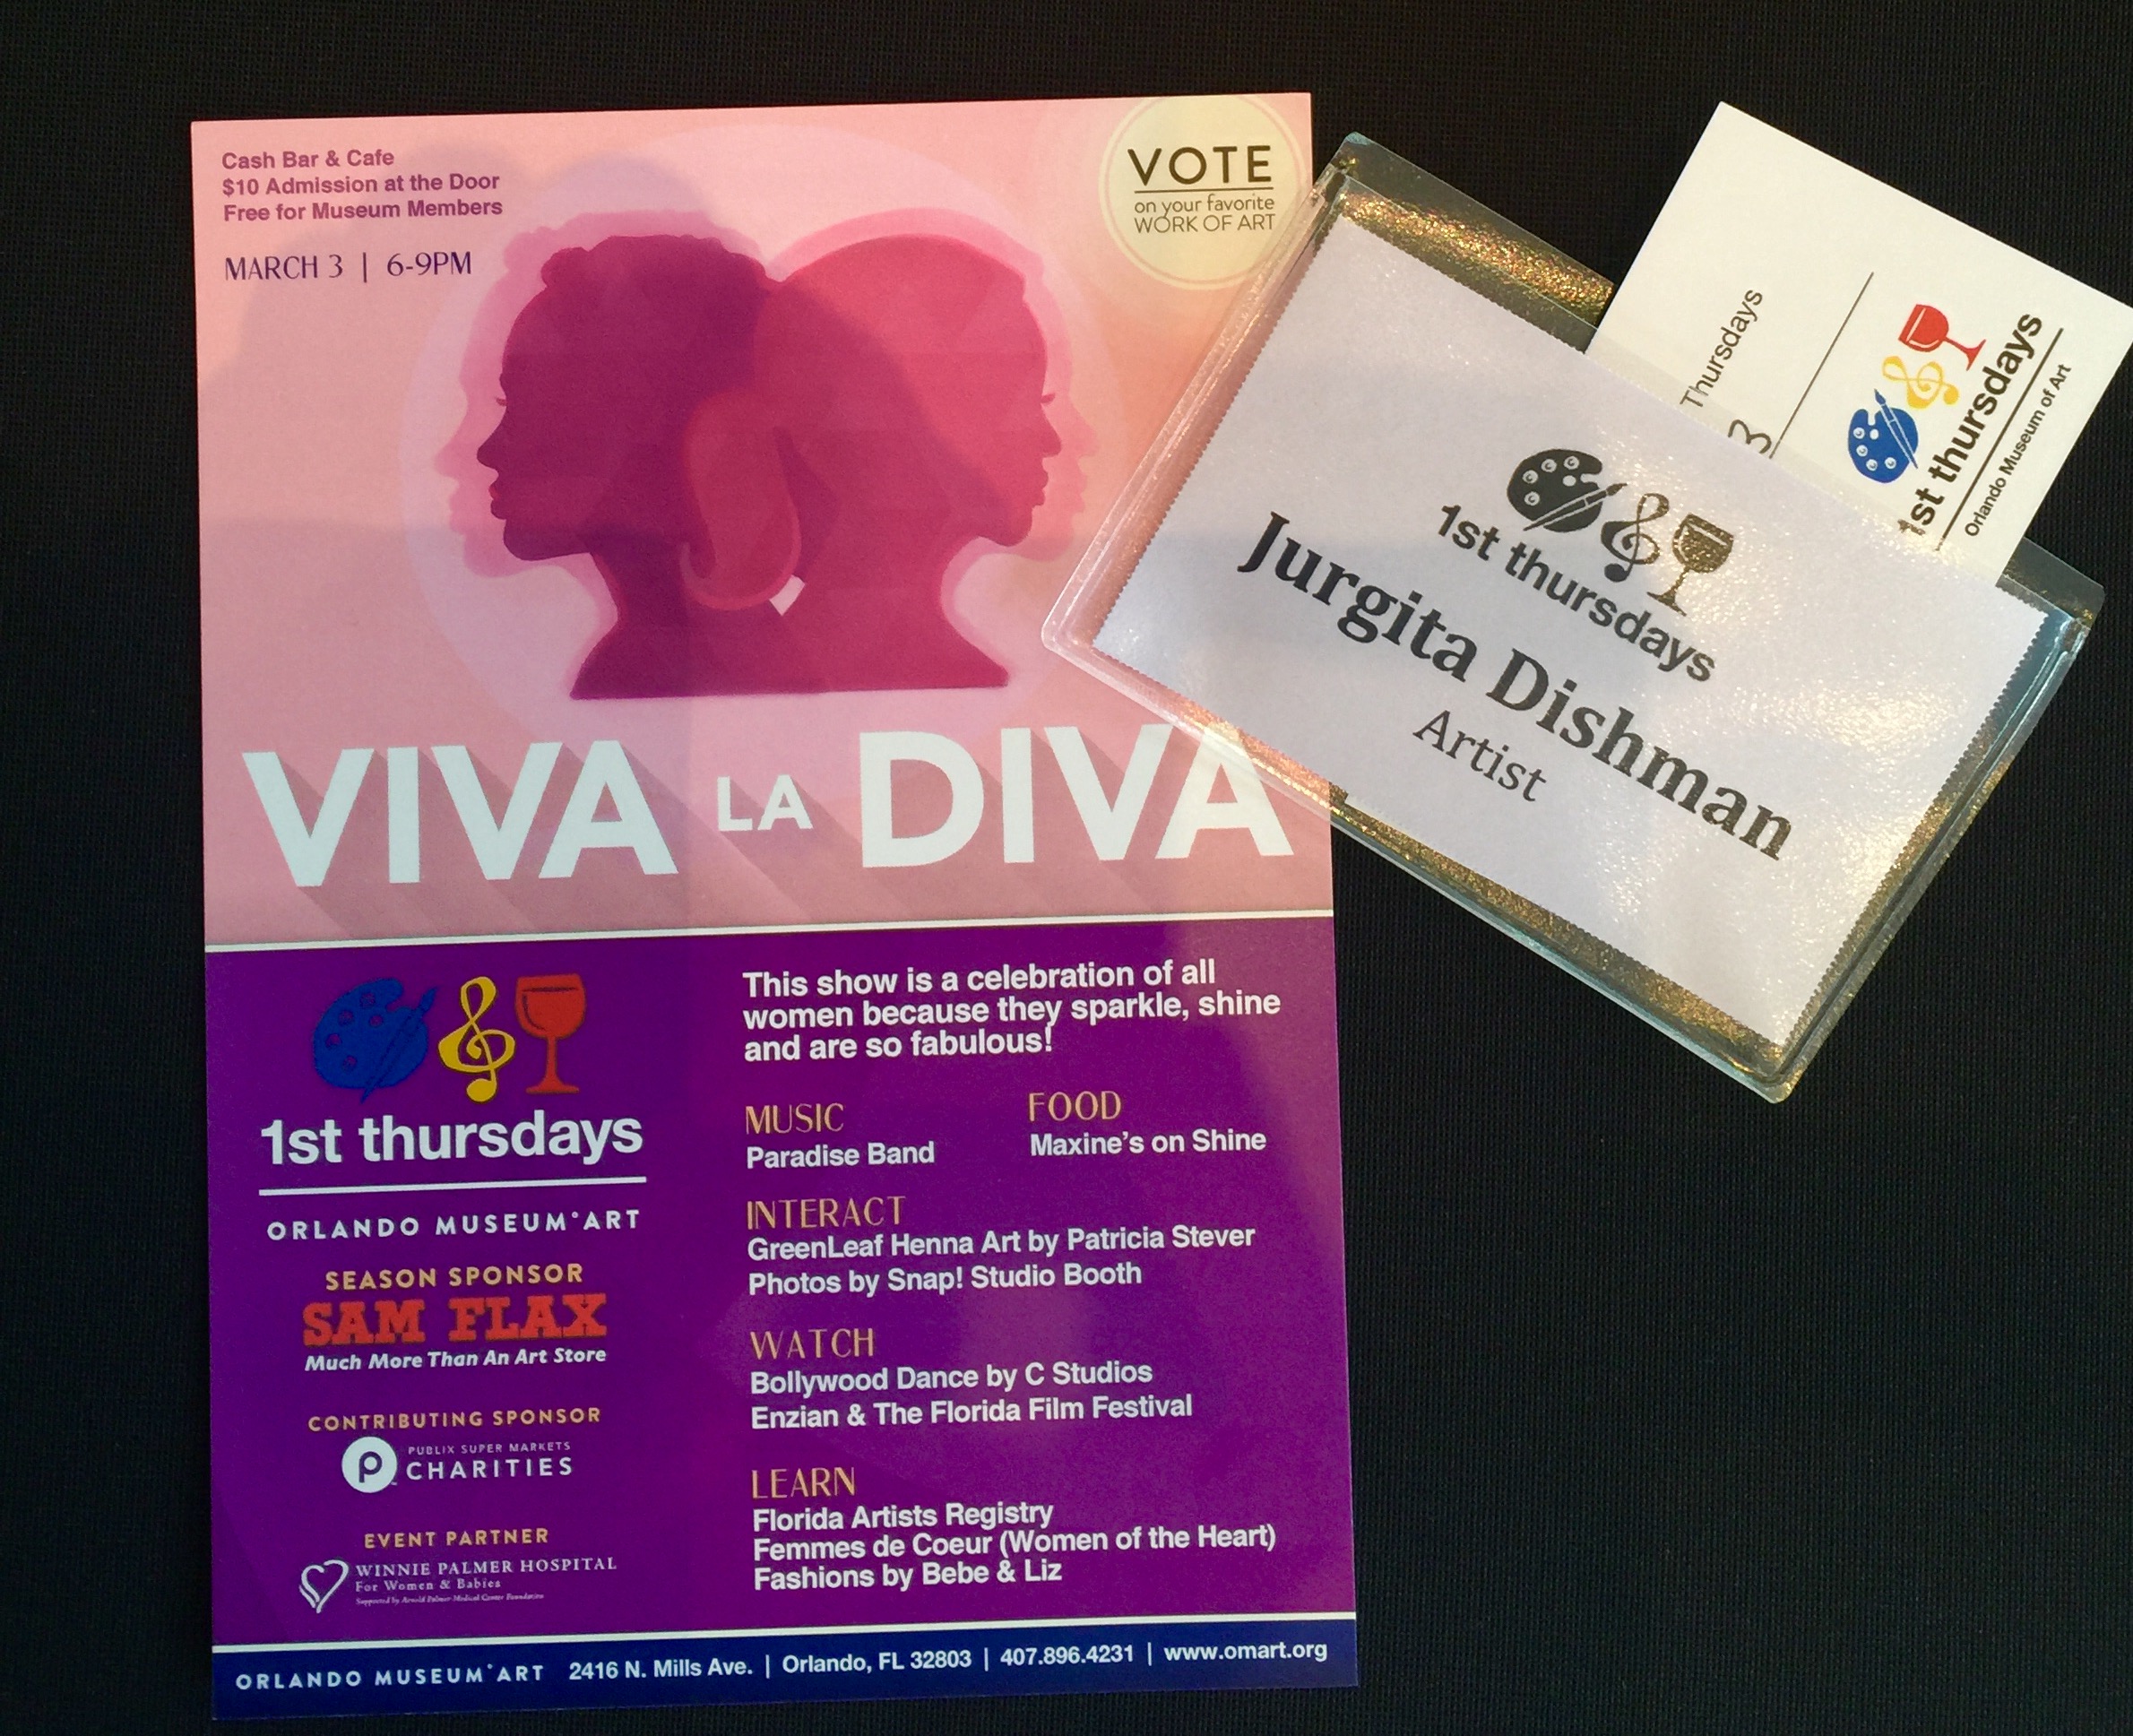 Cash Bar & Cafe
$10 Admission at the Door
Free for Museum Members
MARCH 3 | 6-9PM
VOTE
on your favorite
WORK OF ART
VIVA LA DIVA
1st thursdays
ORLANDO MUSEUM°ART
SEASON SPONSOR
SAM FLAX
Much More Than An Art Store
CONTRIBUTING SPONSOR
PUBLIX SUPER MARKETS
CHARITIES
EVENT PARTNER
WINNIE PALMER HOSPITAL
For Women & Babies
Supported by Arnold Palmer Medical Center Foundation
This show is a celebration of all
women because they sparkle, shine
and are so fabulous!
MUSIC
Paradise Band
FOOD
Maxine's on Shine
INTERACT
GreenLeaf Henna Art by Patricia Stever
Photos by Snap! Studio Booth
WATCH
Bollywood Dance by C Studios
Enzian & The Florida Film Festival
LEARN
Florida Artists Registry
Femmes de Coeur (Women of the Heart)
Fashions by Bebe & Liz
ORLANDO MUSEUM°ART 2416 N. Mills Ave. | Orlando, FL 32803 | 407.896.4231 | www.omart.org
1st thursdays
Jurgita Dishman
Artist
Thursdays
3
1st thursdays
Orlando Museum of Art